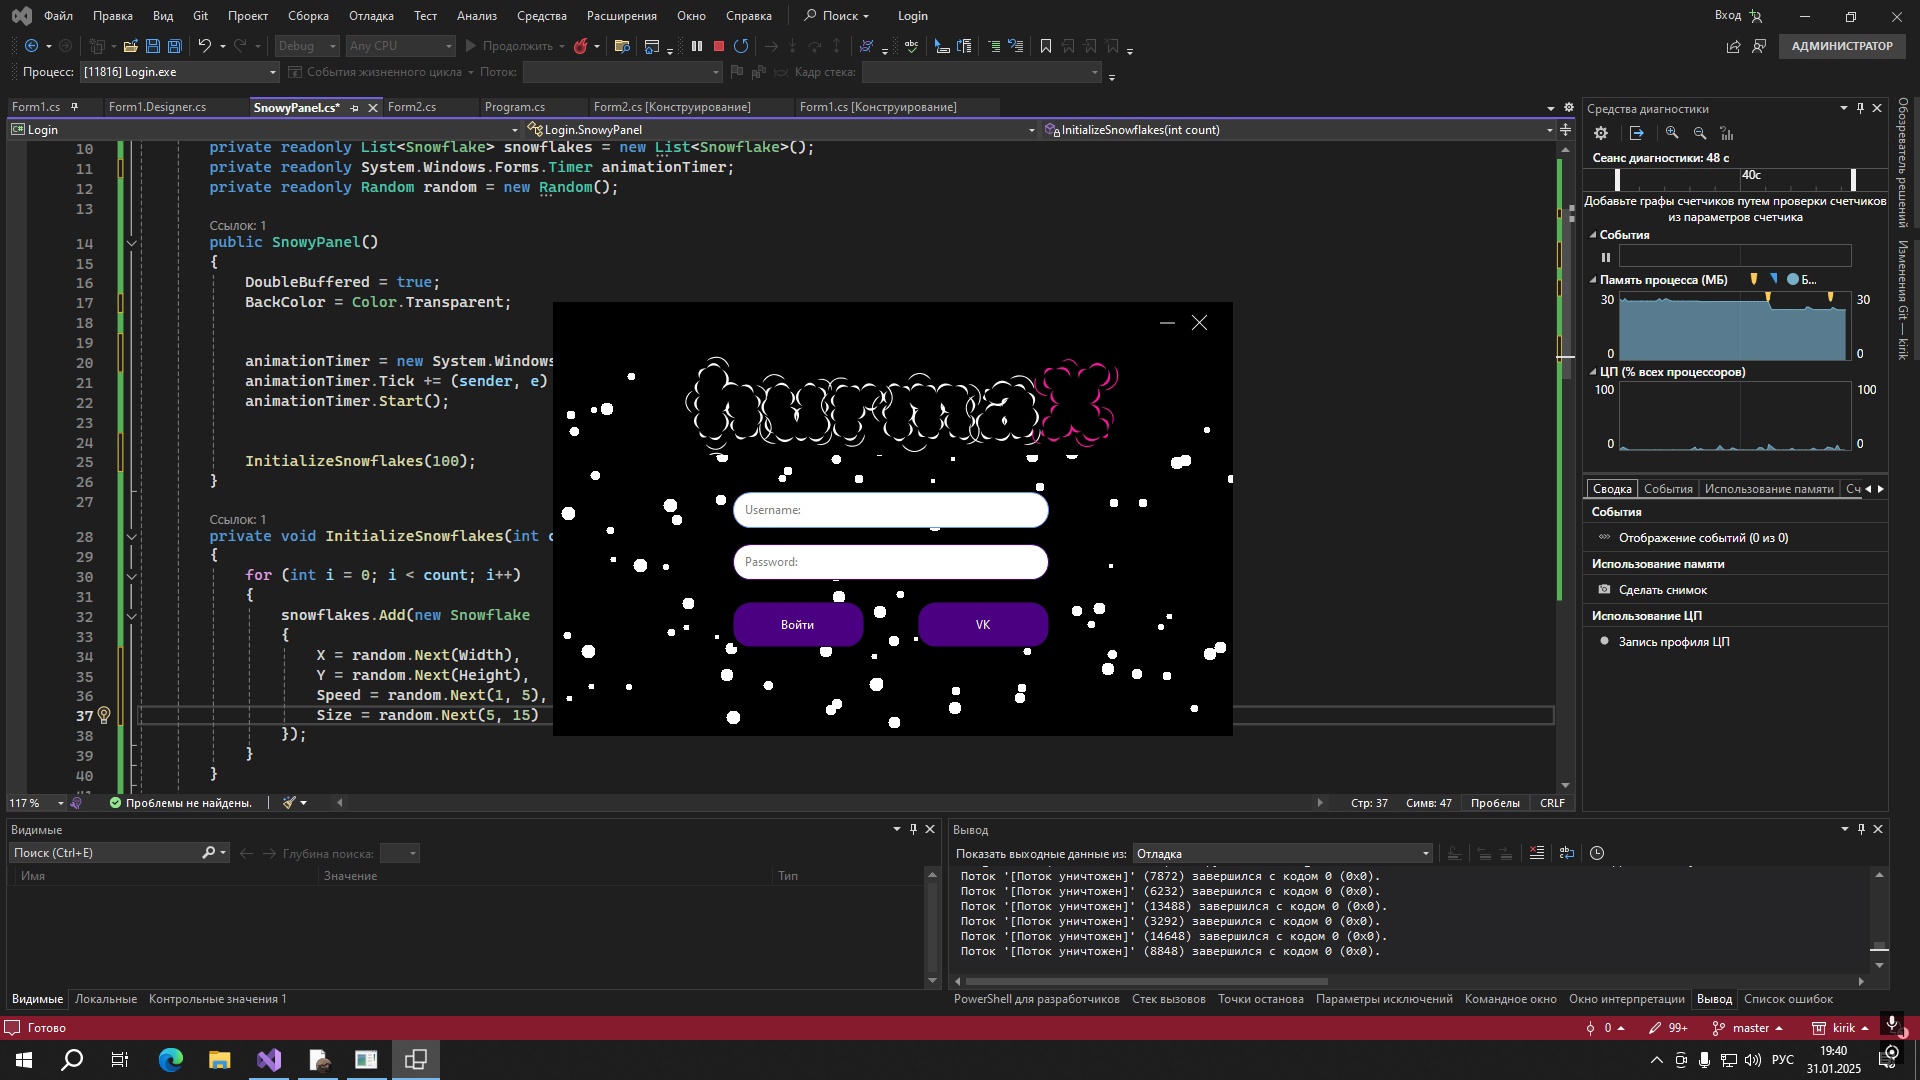 Файл Правка Вид Git Проект Сборка Отладка Тест Анализ Средства Расширения Окно Справка Поиск Login Вход
Debug Any CPU Продолжить АДМИНИСТРАТОР
Процесс: [11816] Login.exe События жизненного цикла Поток: Кадр стека:
Form1.cs Form1.Designer.cs SnowyPanel.cs* Form2.cs Program.cs Form2.cs [Конструирование] Form1.cs [Конструирование]
Login Login.SnowyPanel InitializeSnowflakes(int count)
10 private readonly List<Snowflake> snowflakes = new List<Snowflake>();
11 private readonly System.Windows.Forms.Timer animationTimer;
12 private readonly Random random = new Random();
13
Ссылок: 1
14 public SnowyPanel()
15 {
16 DoubleBuffered = true;
17 BackColor = Color.Transparent;
18
19
20 animationTimer = new System.Windows
21 animationTimer.Tick += (sender, e)
22 animationTimer.Start();
23
24
25 InitializeSnowflakes(100);
26 }
27
Ссылок: 1
28 private void InitializeSnowflakes(int c
29 {
30 for (int i = 0; i < count; i++)
31 {
32 snowflakes.Add(new Snowflake
33 {
34 X = random.Next(Width),
35 Y = random.Next(Height),
36 Speed = random.Next(1, 5),
37 Size = random.Next(5, 15)
38 });
39 }
40 }
hurmaX
Username:
Password:
Войти VK
117 % Проблемы не найдены. Стр: 37 Симв: 47 Пробелы CRLF
Средства диагностики
Сеанс диагностики: 48 с
40с
Добавьте графы счетчиков путем проверки счетчиков
из параметров счетчика
События
Память процесса (МБ) Б...
30 30
0 0
ЦП (% всех процессоров)
100 100
0 0
Сводка События Использование памяти Сч
События
Отображение событий (0 из 0)
Использование памяти
Сделать снимок
Использование ЦП
Запись профиля ЦП
Обозреватель решений
Изменения Git — kirik
Видимые
Поиск (Ctrl+E) Глубина поиска:
Имя Значение Тип
Видимые Локальные Контрольные значения 1
Вывод
Показать выходные данные из: Отладка
Поток '[Поток уничтожен]' (7872) завершился с кодом 0 (0x0).
Поток '[Поток уничтожен]' (6232) завершился с кодом 0 (0x0).
Поток '[Поток уничтожен]' (13488) завершился с кодом 0 (0x0).
Поток '[Поток уничтожен]' (3292) завершился с кодом 0 (0x0).
Поток '[Поток уничтожен]' (14648) завершился с кодом 0 (0x0).
Поток '[Поток уничтожен]' (8848) завершился с кодом 0 (0x0).
PowerShell для разработчиков Стек вызовов Точки останова Параметры исключений Командное окно Окно интерпретации Вывод Список ошибок
Готово 0 99+ master kirik
РУС 19:40
31.01.2025